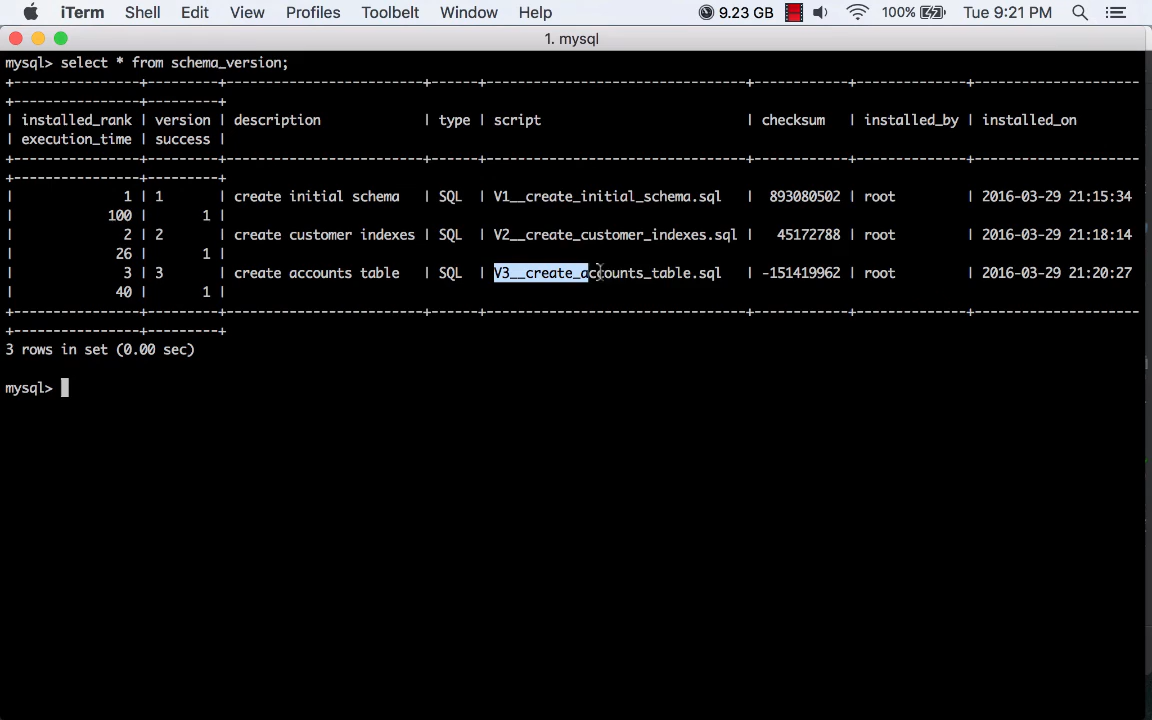 iTerm Shell Edit View Profiles Toolbelt Window Help 9.23 GB 100% Tue 9:21 PM
1. mysql
mysql> select * from schema_version;
+----------------+---------+-------------------------+------+---------------------------------+------------+--------------+---------------------
+----------------+---------+
| installed_rank | version | description             | type | script                          | checksum   | installed_by | installed_on
| execution_time | success |
+----------------+---------+-------------------------+------+---------------------------------+------------+--------------+---------------------
+----------------+---------+
|              1 | 1       | create initial schema   | SQL  | V1__create_initial_schema.sql   |  893080502 | root         | 2016-03-29 21:15:34
|            100 |       1 |
|              2 | 2       | create customer indexes | SQL  | V2__create_customer_indexes.sql |   45172788 | root         | 2016-03-29 21:18:14
|             26 |       1 |
|              3 | 3       | create accounts table   | SQL  | V3__create_accounts_table.sql   | -151419962 | root         | 2016-03-29 21:20:27
|             40 |       1 |
+----------------+---------+-------------------------+------+---------------------------------+------------+--------------+---------------------
+----------------+---------+
3 rows in set (0.00 sec)
mysql>